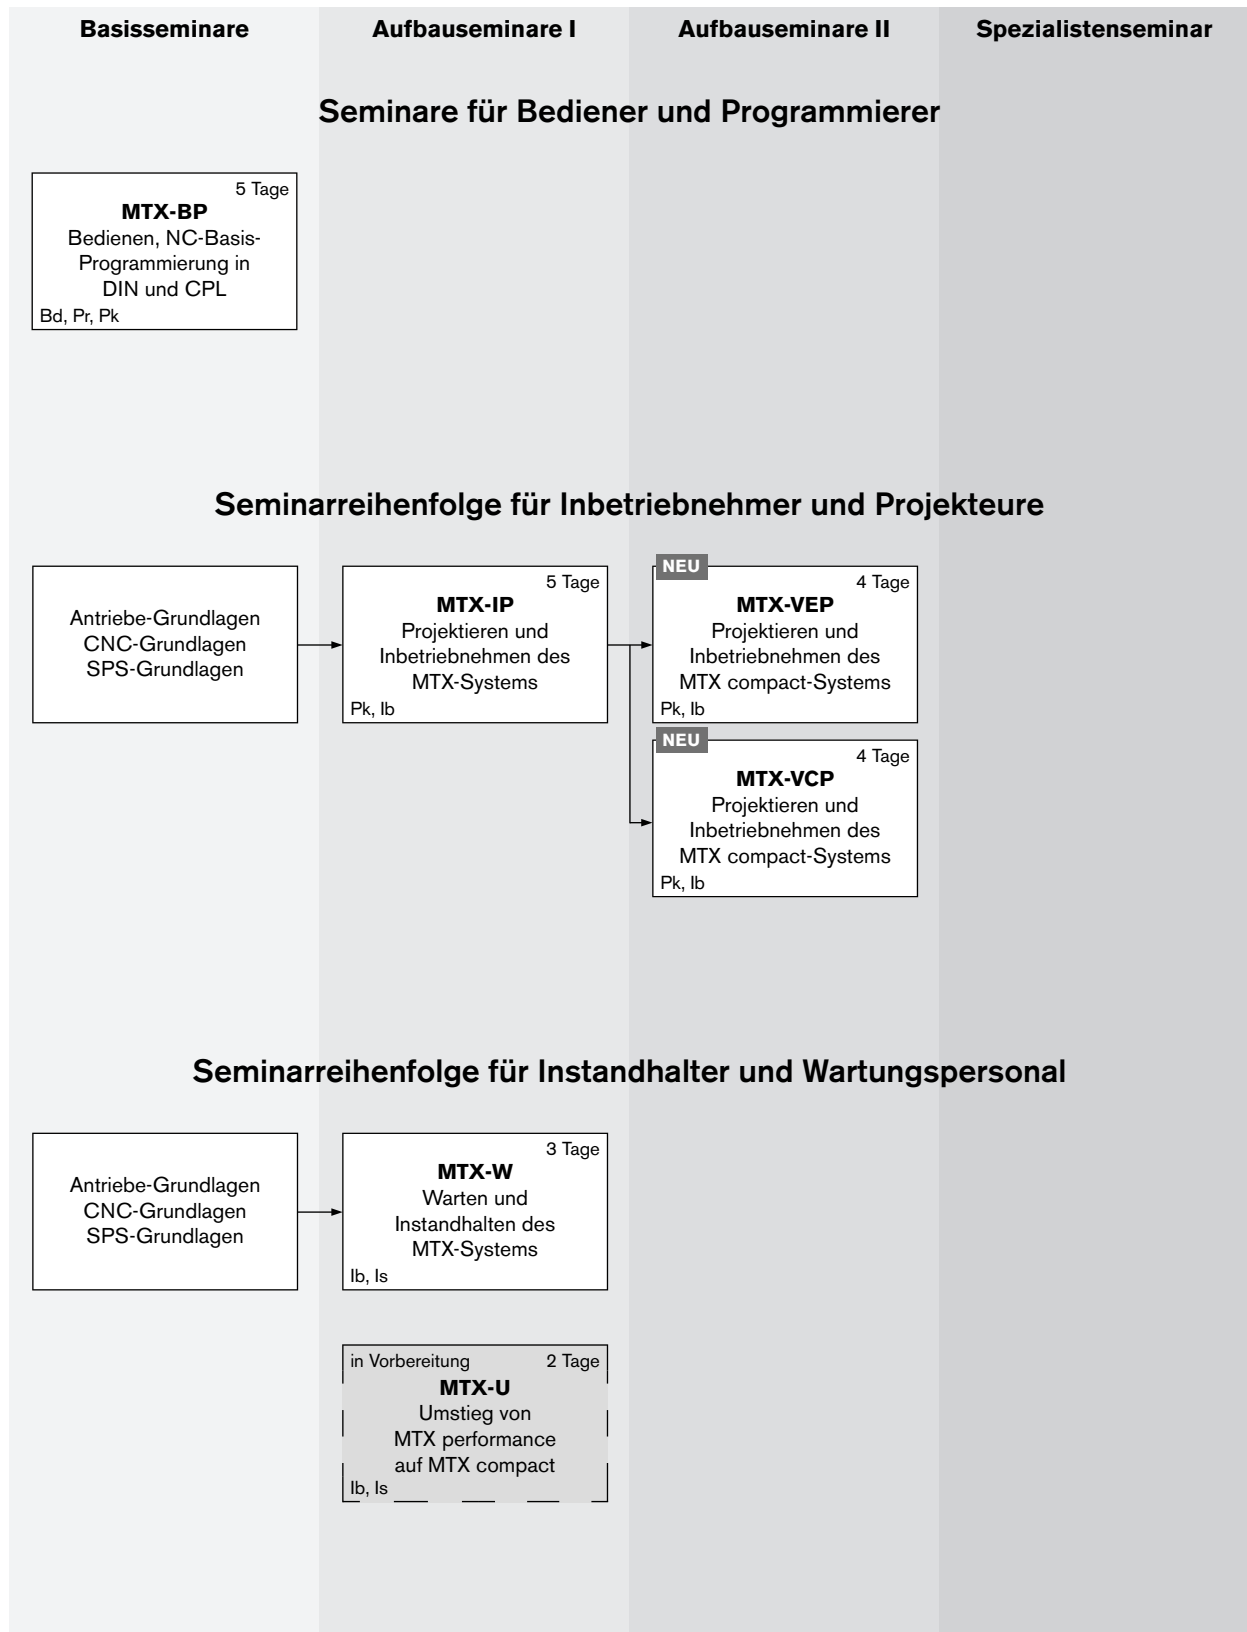 Basisseminare
Aufbauseminare I
Aufbauseminare II
Spezialistenseminar
Seminare für Bediener und Programmierer
5 Tage
MTX-BP
Bedienen, NC-Basis-
Programmierung in
DIN und CPL
Bd, Pr, Pk
Seminarreihenfolge für Inbetriebnehmer und Projekteure
Antriebe-Grundlagen
CNC-Grundlagen
SPS-Grundlagen
5 Tage
MTX-IP
Projektieren und
Inbetriebnehmen des
MTX-Systems
Pk, Ib
NEU
4 Tage
MTX-VEP
Projektieren und
Inbetriebnehmen des
MTX compact-Systems
Pk, Ib
NEU
4 Tage
MTX-VCP
Projektieren und
Inbetriebnehmen des
MTX compact-Systems
Pk, Ib
Seminarreihenfolge für Instandhalter und Wartungspersonal
Antriebe-Grundlagen
CNC-Grundlagen
SPS-Grundlagen
3 Tage
MTX-W
Warten und
Instandhalten des
MTX-Systems
Ib, Is
in Vorbereitung
2 Tage
MTX-U
Umstieg von
MTX performance
auf MTX compact
Ib, Is